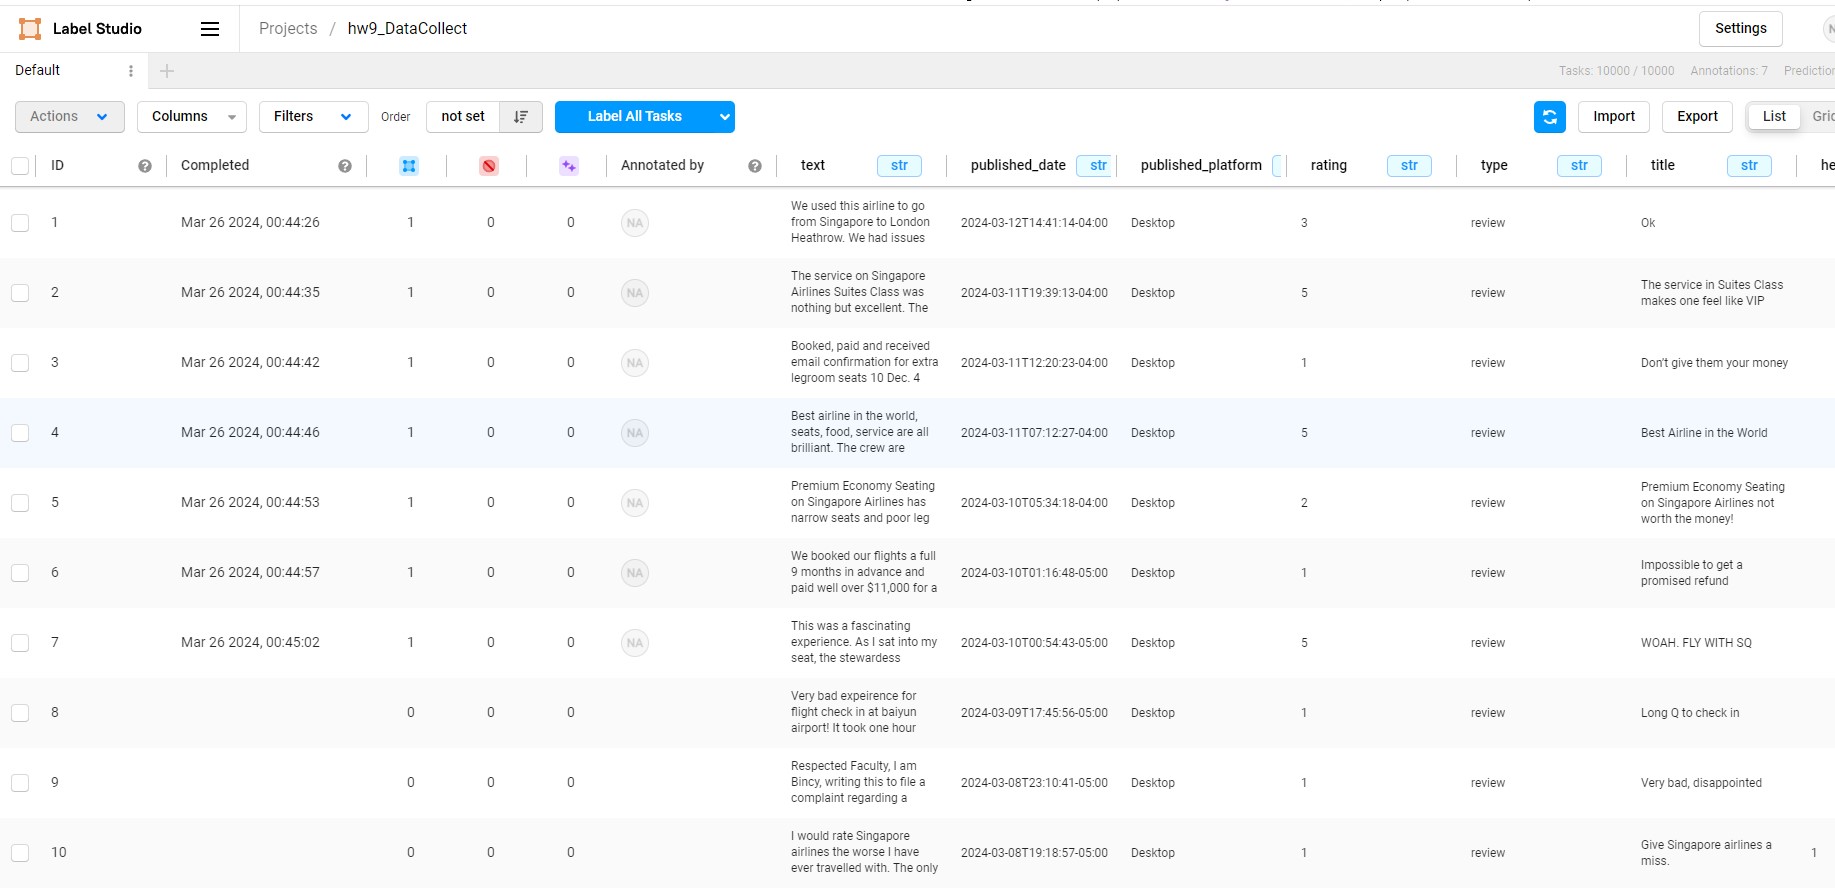 Label Studio
Projects / hw9_DataCollect
Settings
Default
Tasks: 10000 / 10000 Annotations: 7
Actions Columns Filters Order not set Label All Tasks Import Export List
ID Completed Annotated by text str published_date str published_platform rating str type str title str
1 Mar 26 2024, 00:44:26 1 0 0 NA
We used this airline to go
from Singapore to London
Heathrow. We had issues
2024-03-12T14:41:14-04:00 Desktop 3 review Ok
2 Mar 26 2024, 00:44:35 1 0 0 NA
The service on Singapore
Airlines Suites Class was
nothing but excellent. The
2024-03-11T19:39:13-04:00 Desktop 5 review
The service in Suites Class
makes one feel like VIP
3 Mar 26 2024, 00:44:42 1 0 0 NA
Booked, paid and received
email confirmation for extra
legroom seats 10 Dec. 4
2024-03-11T12:20:23-04:00 Desktop 1 review Don't give them your money
4 Mar 26 2024, 00:44:46 1 0 0 NA
Best airline in the world,
seats, food, service are all
brilliant. The crew are
2024-03-11T07:12:27-04:00 Desktop 5 review Best Airline in the World
5 Mar 26 2024, 00:44:53 1 0 0 NA
Premium Economy Seating
on Singapore Airlines has
narrow seats and poor leg
2024-03-10T05:34:18-04:00 Desktop 2 review
Premium Economy Seating
on Singapore Airlines not
worth the money!
6 Mar 26 2024, 00:44:57 1 0 0 NA
We booked our flights a full
9 months in advance and
paid well over $11,000 for a
2024-03-10T01:16:48-05:00 Desktop 1 review
Impossible to get a
promised refund
7 Mar 26 2024, 00:45:02 1 0 0 NA
This was a fascinating
experience. As I sat into my
seat, the stewardess
2024-03-10T00:54:43-05:00 Desktop 5 review WOAH. FLY WITH SQ
8 0 0 0
Very bad expeirence for
flight check in at baiyun
airport! It took one hour
2024-03-09T17:45:56-05:00 Desktop 1 review Long Q to check in
9 0 0 0
Respected Faculty, I am
Bincy, writing this to file a
complaint regarding a
2024-03-08T23:10:41-05:00 Desktop 1 review Very bad, disappointed
10 0 0 0
I would rate Singapore
airlines the worse I have
ever travelled with. The only
2024-03-08T19:18:57-05:00 Desktop 1 review
Give Singapore airlines a
miss.
1